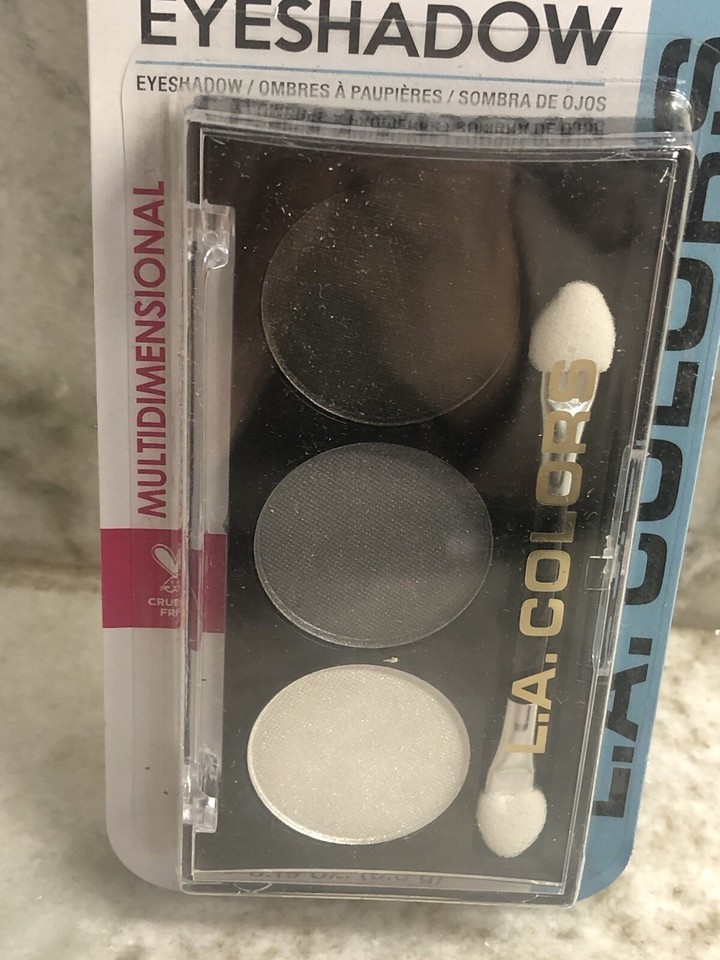 EYESHADOW
EYESHADOW / OMBRES À PAUPIÈRES / SOMBRA DE OJOS
MULTIDIMENSIONAL
L.A. COLORS
L.A. COLORS